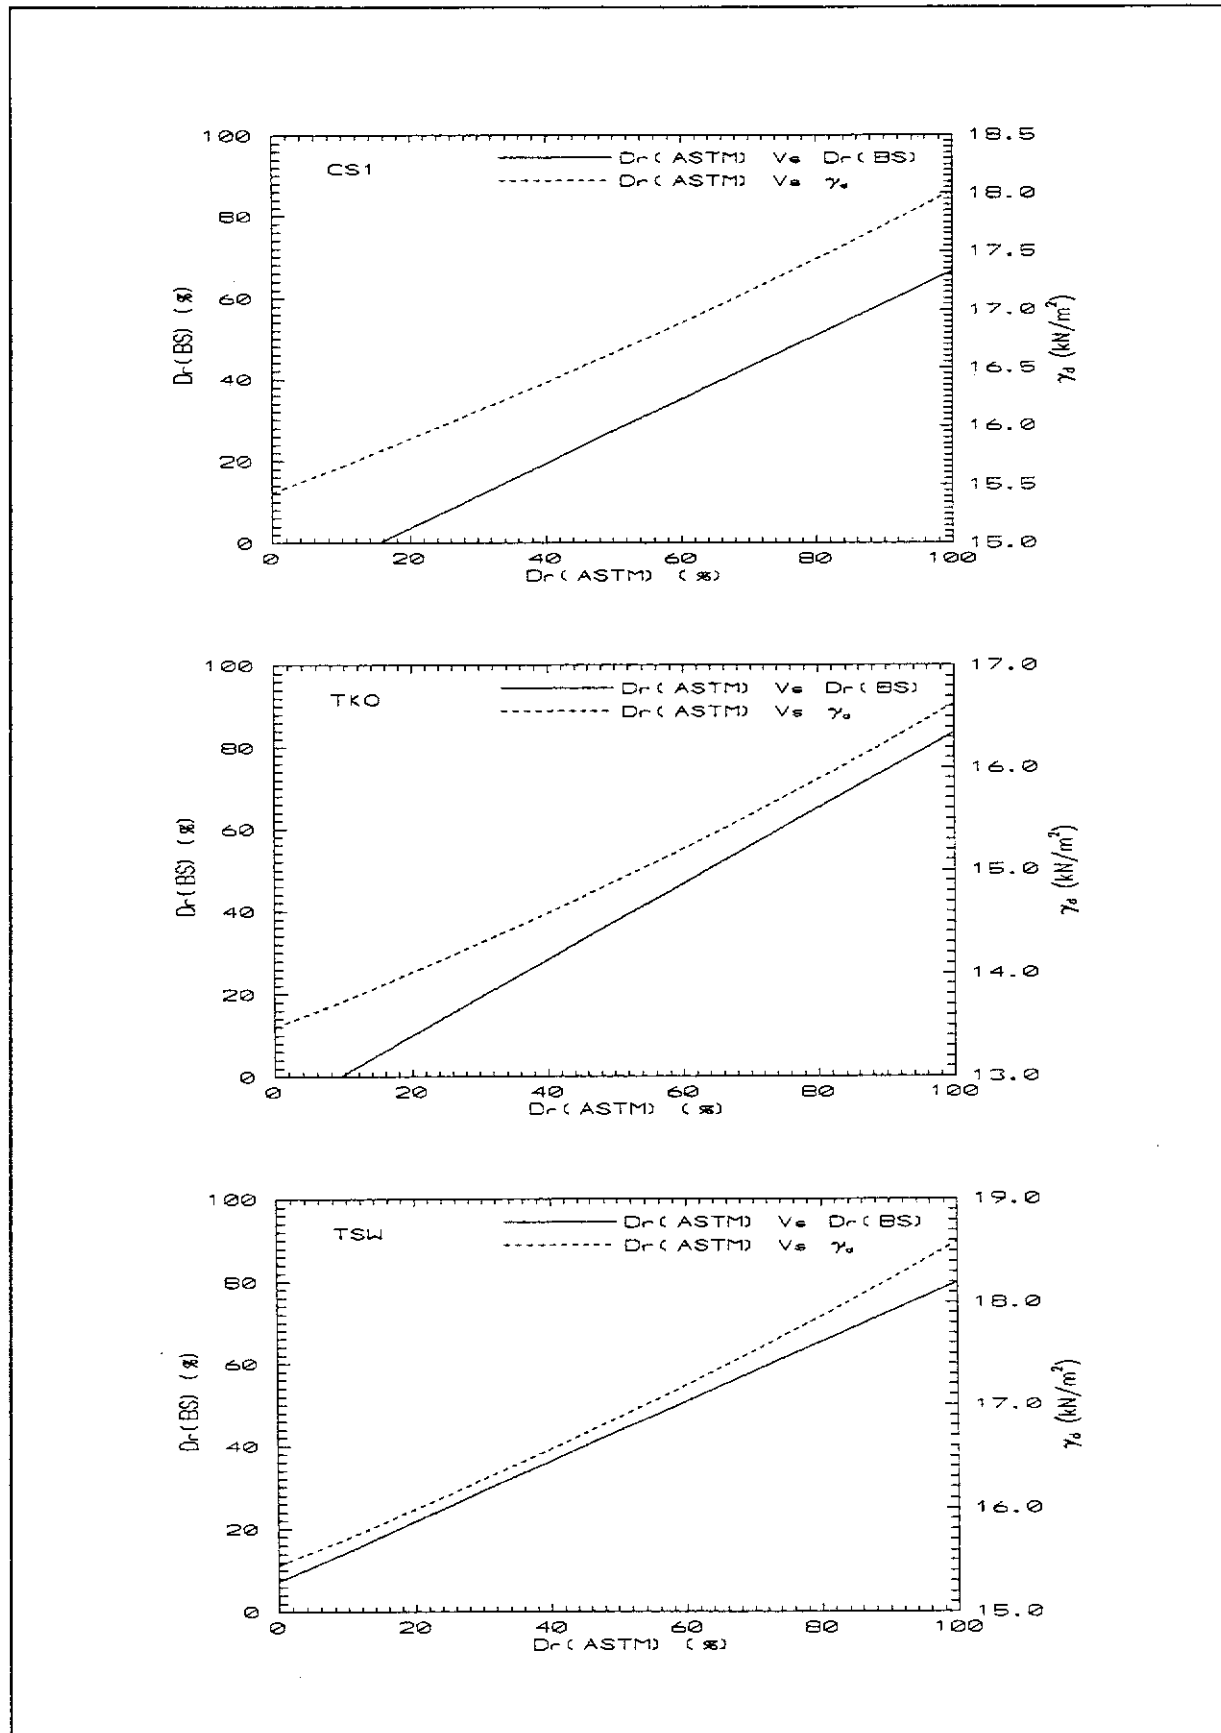 100
18.5
CS1
Dr(ASTM) Vs Dr(BS)
Dr(ASTM) Vs γd
18.0
80
17.5
60
17.0
Dr(BS) (%)
γd (kN/m²)
16.5
40
16.0
20
15.5
0
15.0
0 20 40 60 80 100
Dr(ASTM) (%)
100
17.0
TKO
Dr(ASTM) Vs Dr(BS)
Dr(ASTM) Vs γd
80
16.0
60
15.0
Dr(BS) (%)
γd (kN/m²)
40
14.0
20
0
13.0
0 20 40 60 80 100
Dr(ASTM) (%)
100
19.0
TSW
Dr(ASTM) Vs Dr(BS)
Dr(ASTM) Vs γd
80
18.0
60
17.0
Dr(BS) (%)
γd (kN/m²)
40
16.0
20
0
15.0
0 20 40 60 80 100
Dr(ASTM) (%)